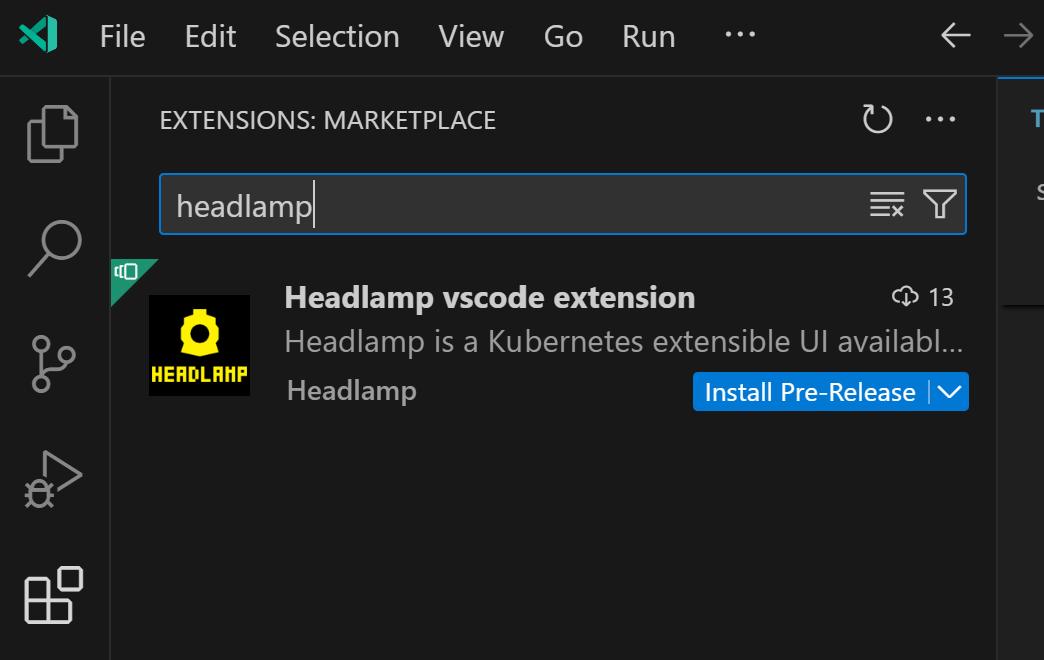 File Edit Selection View Go Run ...
EXTENSIONS: MARKETPLACE ...
headlamp
Headlamp vscode extension 13
Headlamp is a Kubernetes extensible UI availabl...
HEADLAMP
Headlamp Install Pre-Release